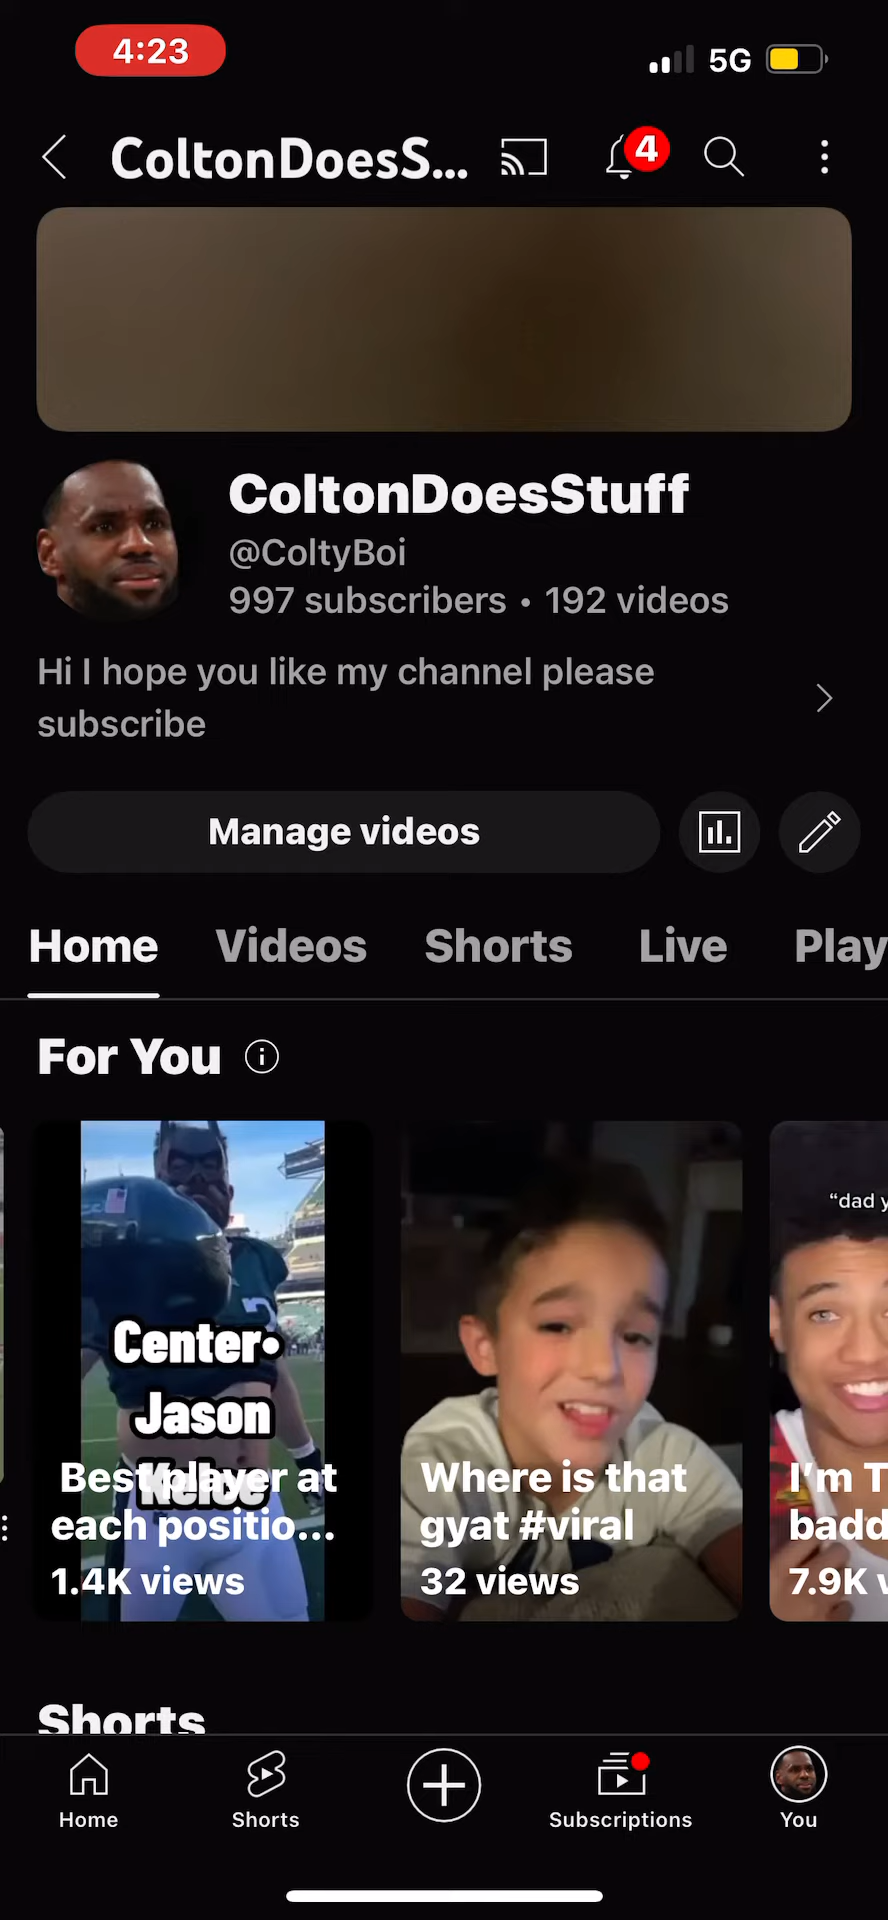 4:23
5G
ColtonDoesS...
4
ColtonDoesStuff
@ColtyBoi
997 subscribers • 192 videos
Hi I hope you like my channel please
subscribe
Manage videos
Home Videos Shorts Live Play
For You
Center•
Jason
Kelce
Best player at
each positio...
1.4K views
Where is that
gyat #viral
32 views
“dad y
I'm T
badd
7.9K v
Shorts
Home Shorts Subscriptions You